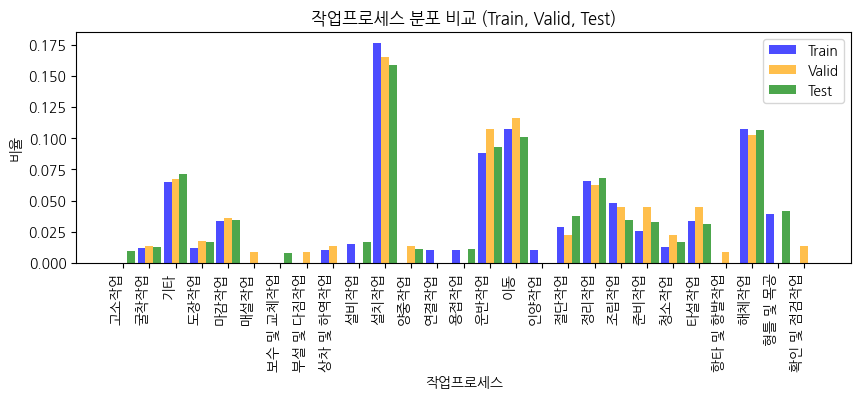 작업프로세스 분포 비교 (Train, Valid, Test)
Train
Valid
Test
비율
0.175
0.150
0.125
0.100
0.075
0.050
0.025
0.000
고소작업
굴착작업
기타
도장작업
마감작업
매설작업
보수 및 교체작업
부설 및 다짐작업
상차 및 하역작업
설비작업
설치작업
양중작업
연결작업
용접작업
운반작업
이동
인양작업
절단작업
정리작업
조립작업
준비작업
청소작업
타설작업
항타 및 항발작업
해체작업
형틀 및 목공
확인 및 점검작업
작업프로세스